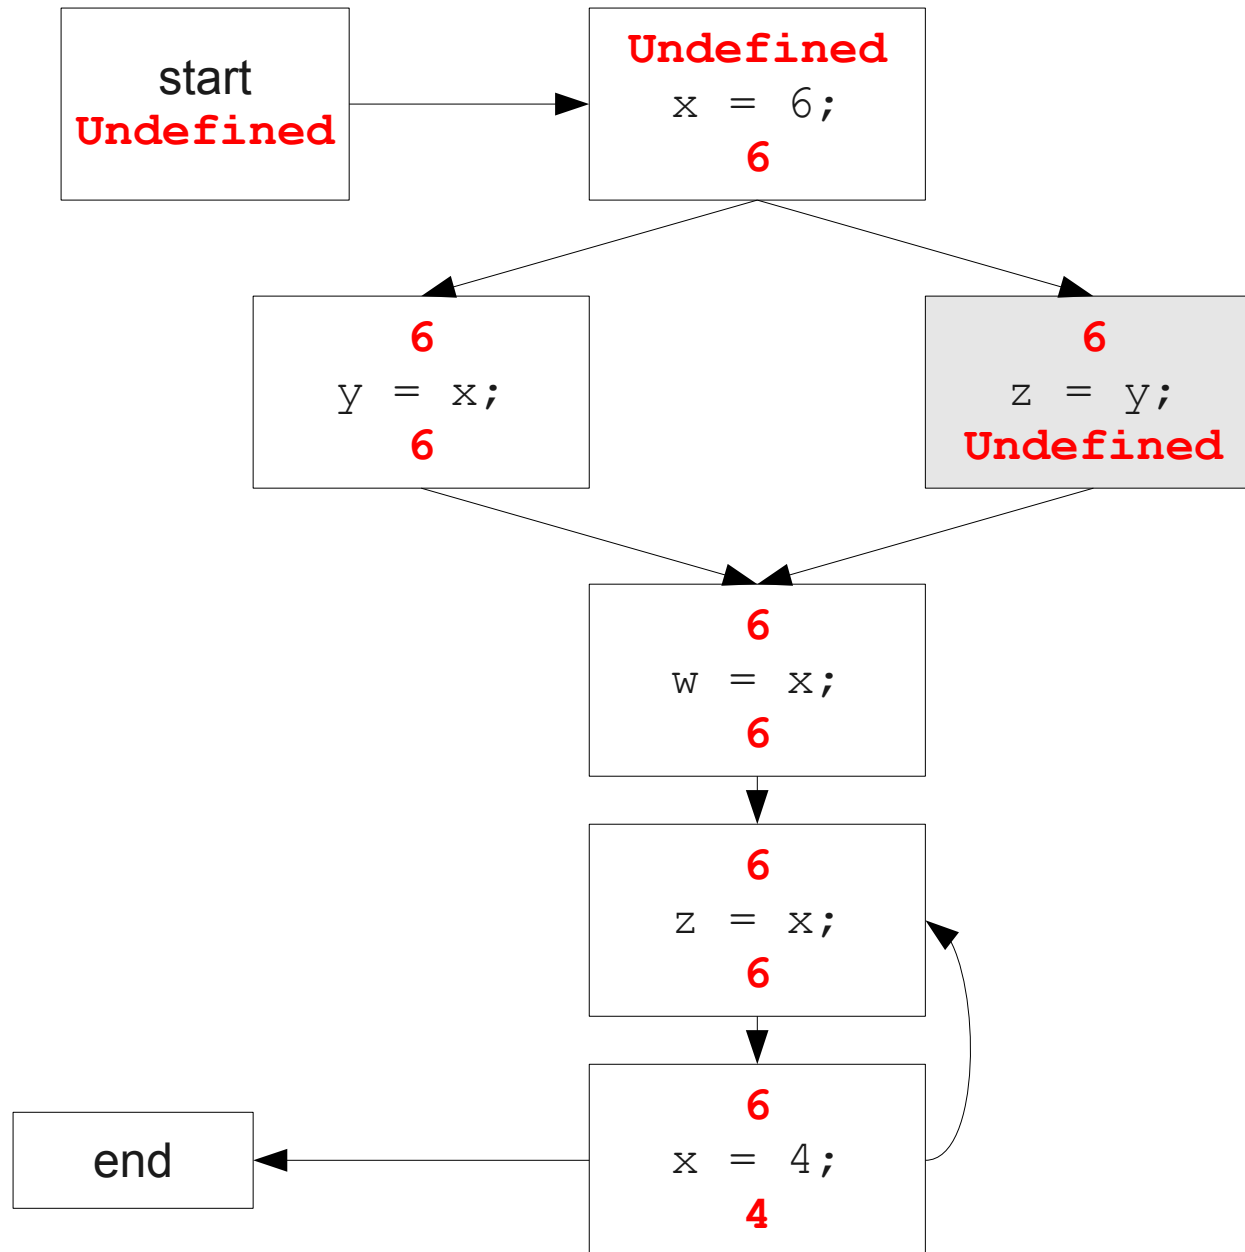 start
Undefined
Undefined
x = 6;
6
6
y = x;
6
6
z = y;
Undefined
6
w = x;
6
6
z = x;
6
6
x = 4;
4
end